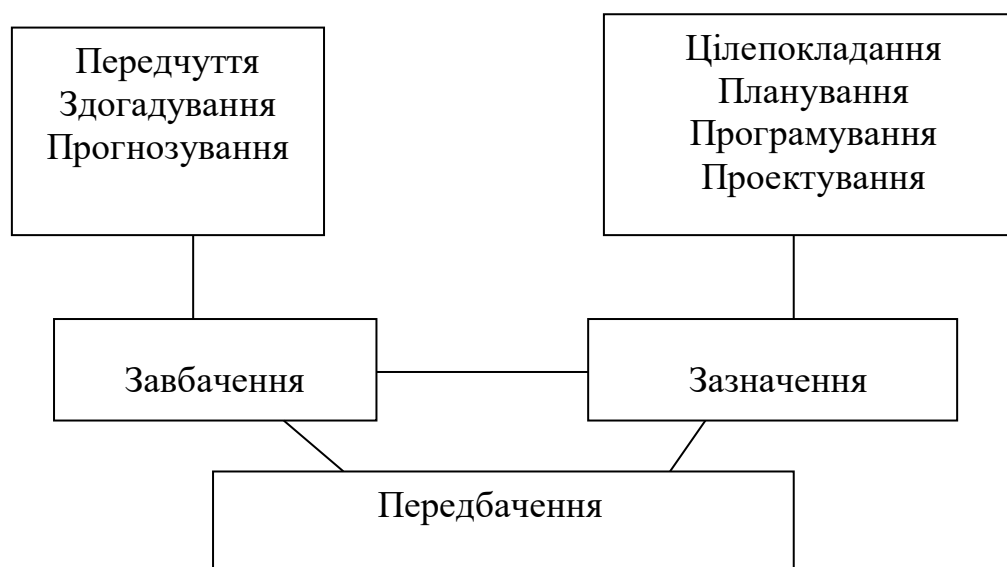 Передчуття
Здогадування
Прогнозування
Цілепокладання
Планування
Програмування
Проектування
Завбачення
Зазначення
Передбачення